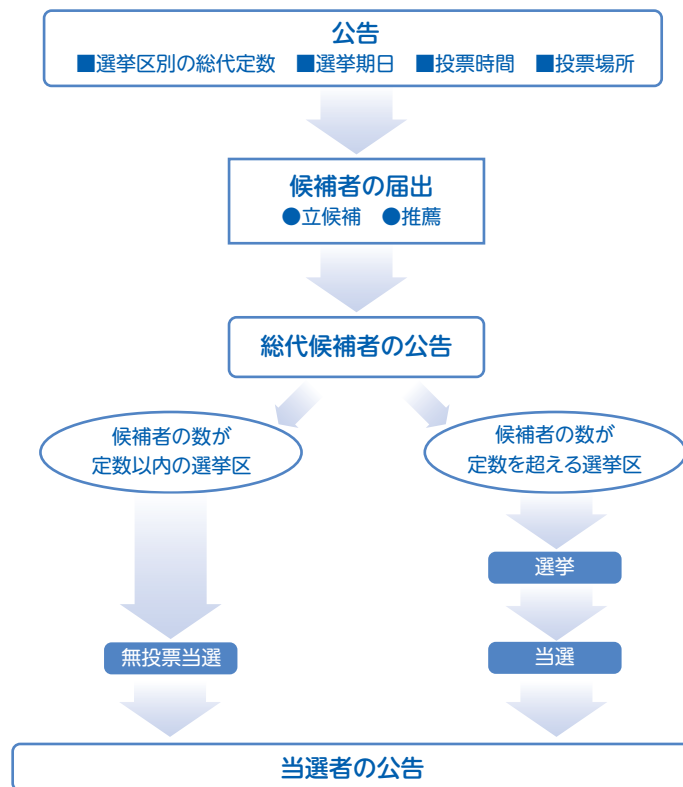 公告
■選挙区別の総代定数 ■選挙期日 ■投票時間 ■投票場所
候補者の届出
●立候補 ●推薦
総代候補者の公告
候補者の数が
定数以内の選挙区
候補者の数が
定数を超える選挙区
選挙
無投票当選
当選
当選者の公告